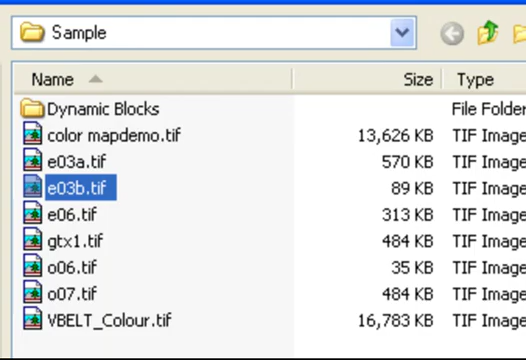 Sample
Name Size Type
Dynamic Blocks File Folder
color mapdemo.tif 13,626 KB TIF Image
e03a.tif 570 KB TIF Image
e03b.tif 89 KB TIF Image
e06.tif 313 KB TIF Image
gtx1.tif 484 KB TIF Image
o06.tif 35 KB TIF Image
o07.tif 484 KB TIF Image
VBELT_Colour.tif 16,783 KB TIF Image